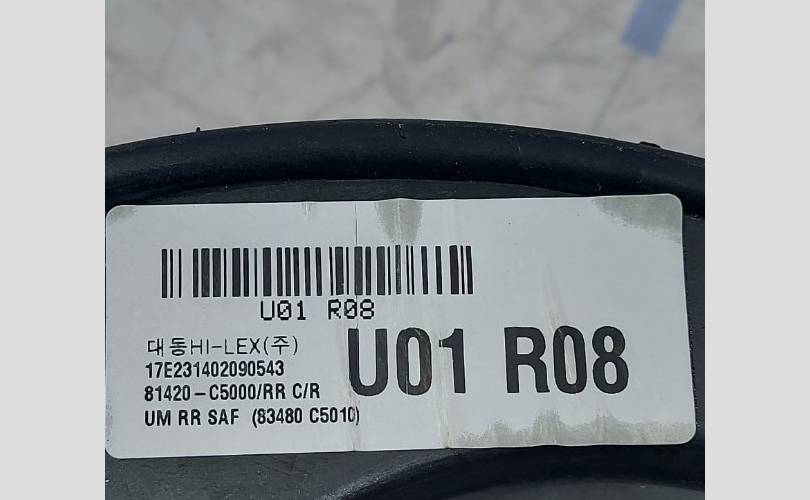 U01 R08
대동HI-LEX(주)
17E231402090543
81420-C5000/RR C/R
UM RR SAF (83480 C5010)
U01 R08